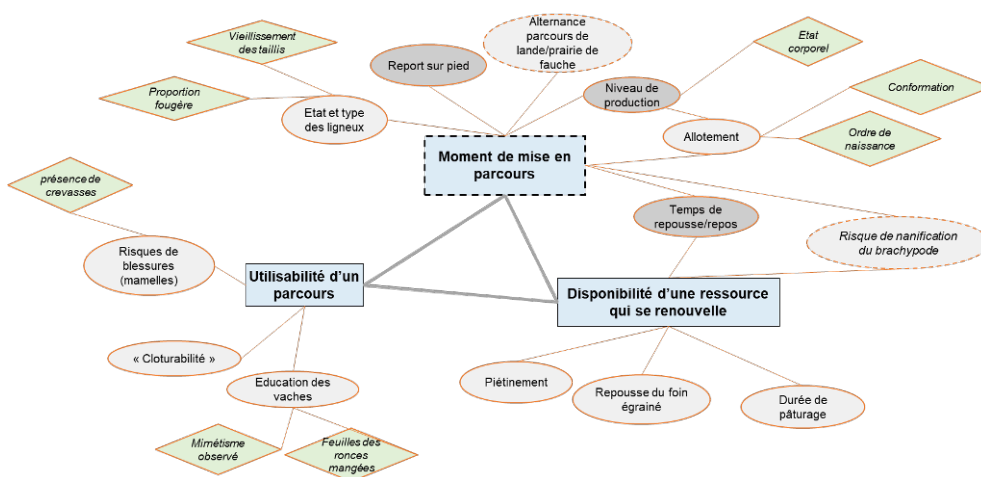 Vieillissement
des taillis
Report sur pied
Alternance
parcours de
lande/prairie de
fauche
Etat
corporel
Proportion
fougère
Etat et type
des ligneux
Niveau de
production
Conformation
Allotement
Ordre de
naissance
Moment de mise en
parcours
présence de
crevasses
Temps de
repousse/repos
Risques de
blessures
(mamelles)
Risque de nanification
du brachypode
Utilisabilité d’un
parcours
Disponibilité d’une ressource
qui se renouvelle
« Cloturabilité »
Education des
vaches
Piétinement
Repousse du foin
égrainé
Durée de
pâturage
Mimétisme
observé
Feuilles des
ronces
mangées